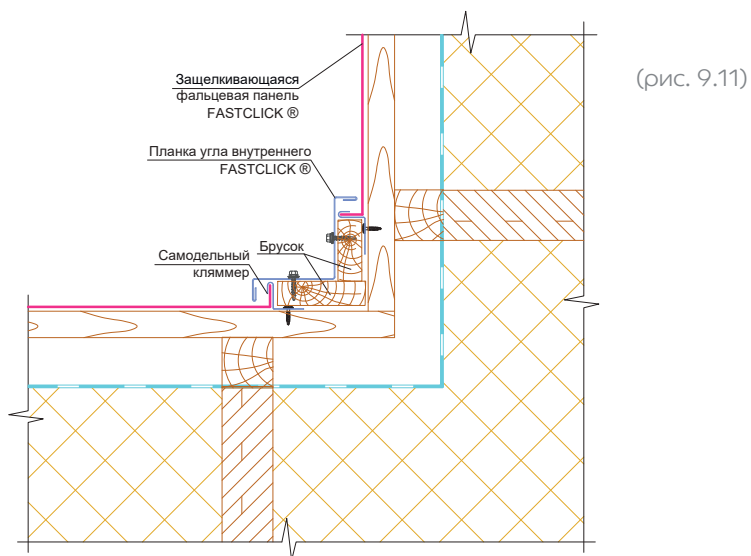 (рис. 9.11)
Защелкивающаяся
фальцевая панель
FASTCLICK ®
Планка угла внутреннего
FASTCLICK ®
Самодельный
кляммер
Брусок